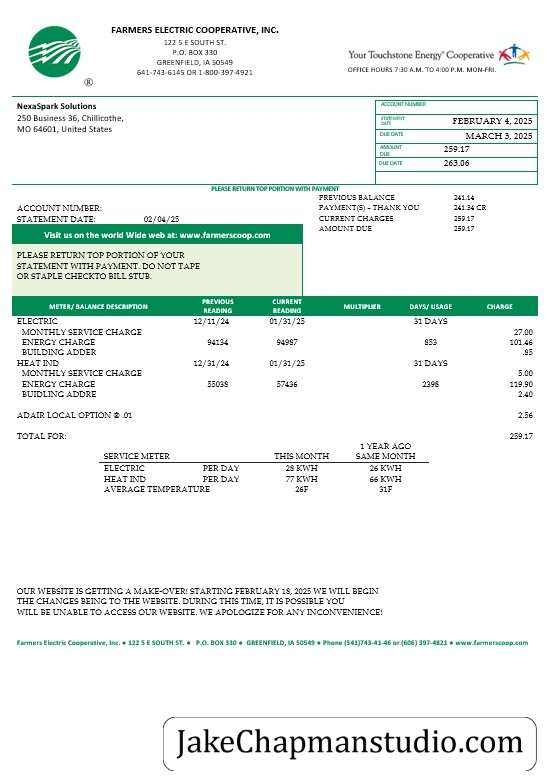 FARMERS ELECTRIC COOPERATIVE, INC.
122 5 E SOUTH ST.
P.O. BOX 330
GREENFIELD, IA 50549
641-743-6145 OR 1-800-397-4921
®
Your Touchstone Energy® Cooperative
OFFICE HOURS 7:30 A.M. TO 4:00 P.M. MON-FRI.
NexaSpark Solutions
250 Business 36, Chillicothe,
MO 64601, United States
ACCOUNT NUMBER
STATEMENT DATE FEBRUARY 4, 2025
DUE DATE MARCH 3, 2025
AMOUNT DUE 259.17
DUE DATE 263.06
PLEASE RETURN TOP PORTION WITH PAYMENT
PREVIOUS BALANCE 241.14
PAYMENT(S) – THANK YOU 241.34 CR
CURRENT CHARGES 259.17
AMOUNT DUE 259.17
ACCOUNT NUMBER:
STATEMENT DATE: 02/04/25
Visit us on the world Wide web at: www.farmerscoop.com
PLEASE RETURN TOP PORTION OF YOUR
STATEMENT WITH PAYMENT. DO NOT TAPE
OR STAPLE CHECKTO BILL STUB.
METER/ BALANCE DESCRIPTION PREVIOUS READING CURRENT READING MULTIPLIER DAYS/ USAGE CHARGE
ELECTRIC 12/11/24 01/31/25 31 DAYS
MONTHLY SERVICE CHARGE 27.00
ENERGY CHARGE 94134 94987 853 101.46
BUILDING ADDER .85
HEAT IND 12/31/24 01/31/25 31 DAYS
MONTHLY SERVICE CHARGE 5.00
ENERGY CHARGE 55038 57436 2398 119.90
BUIDLING ADDRE 2.40
ADAIR LOCAL OPTION @ .01 2.56
TOTAL FOR: 259.17
1 YEAR AGO
SERVICE METER THIS MONTH SAME MONTH
ELECTRIC PER DAY 28 KWH 26 KWH
HEAT IND PER DAY 77 KWH 66 KWH
AVERAGE TEMPERATURE 26F 31F
OUR WEBSITE IS GETTING A MAKE-OVER! STARTING FEBRUARY 18, 2025 WE WILL BEGIN
THE CHANGES BEING TO THE WEBSITE. DURING THIS TIME, IT IS POSSIBLE YOU
WILL BE UNABLE TO ACCESS OUR WEBSITE. WE APOLOGIZE FOR ANY INCONVENIENCE!
Farmers Electric Cooperative, Inc. ● 122 5 E SOUTH ST. ● P.O. BOX 330 ● GREENFIELD, IA 50549 ● Phone (541)743-41-46 or (606) 397-4821 ● www.farmerscoop.com
JakeChapmanstudio.com